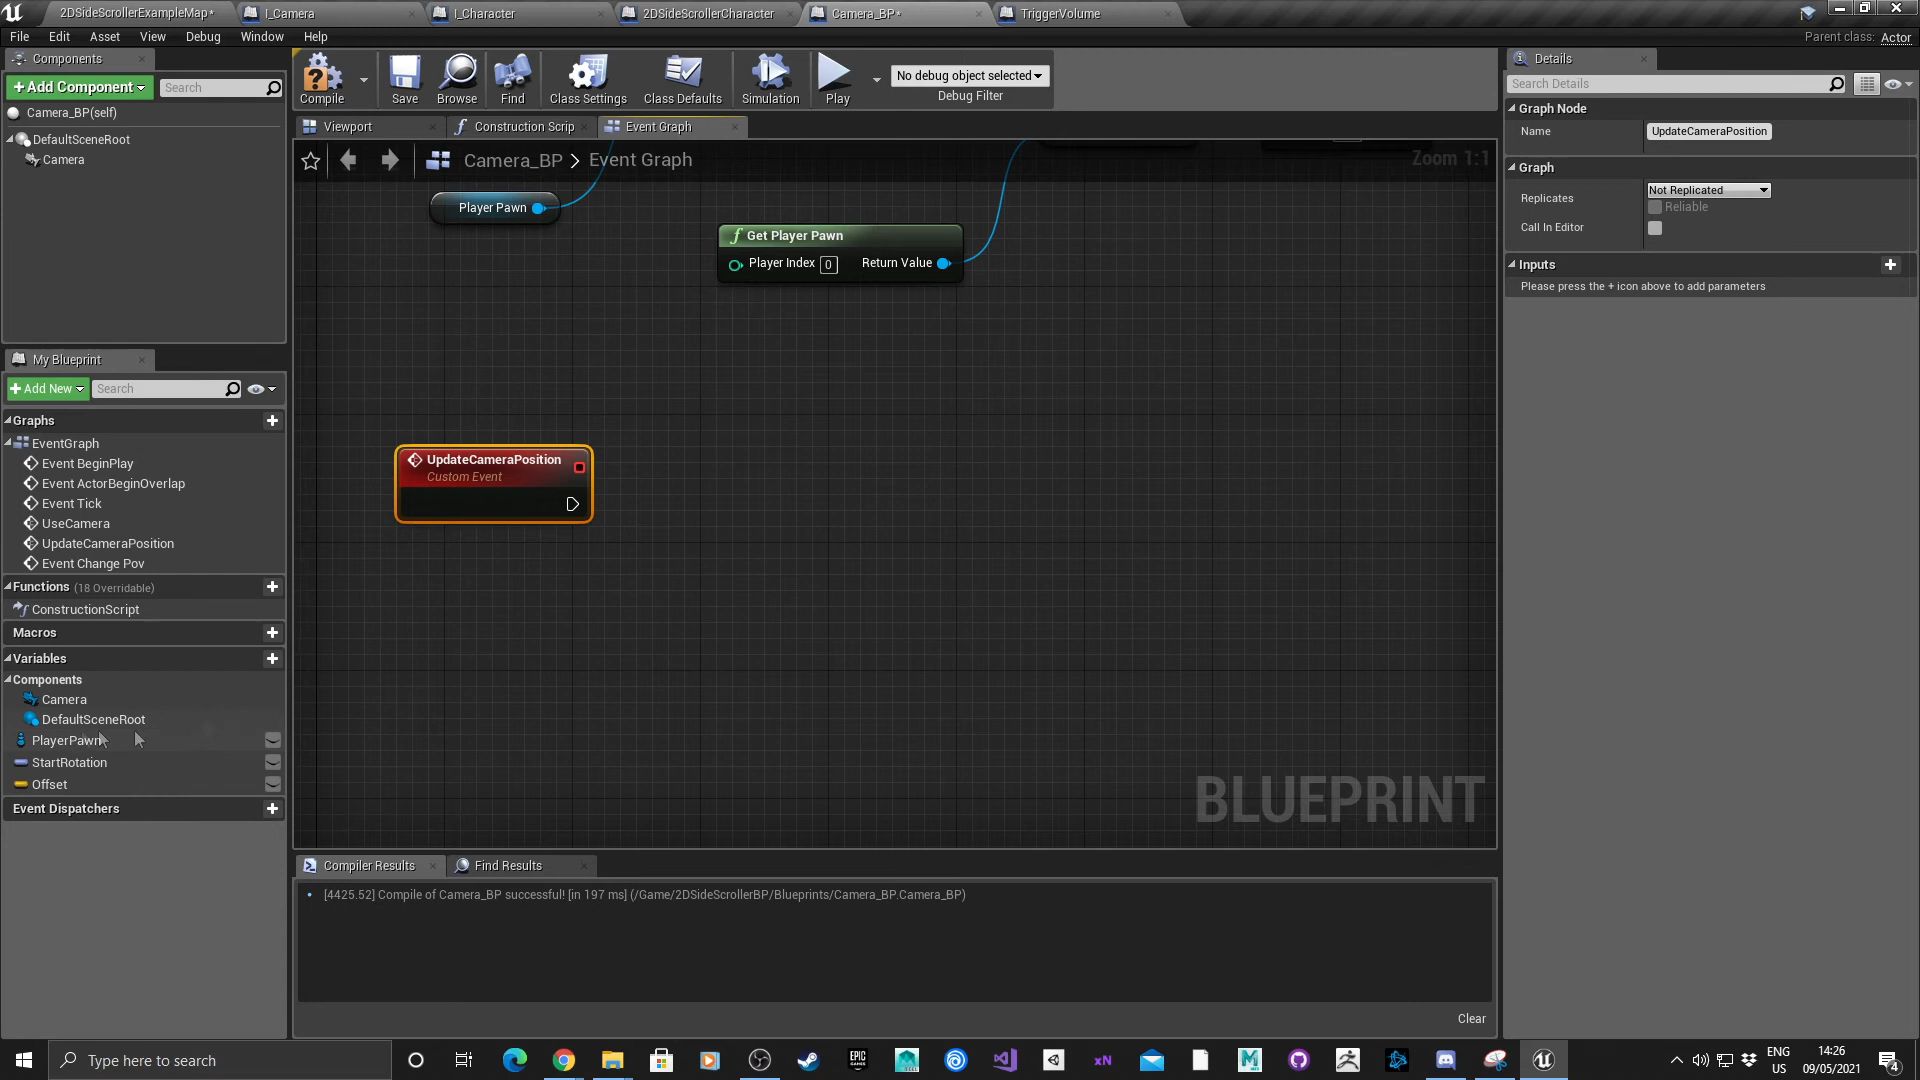 2DSideScrollerExampleMap*
I_Camera
I_Character
2DSideScrollerCharacter
Camera_BP*
TriggerVolume
File Edit Asset View Debug Window Help
Parent class: Actor
Components
+ Add Component
Search
Camera_BP(self)
DefaultSceneRoot
Camera
Compile
Save
Browse
Find
Class Settings
Class Defaults
Simulation
Play
No debug object selected
Debug Filter
Viewport
Construction Scrip
Event Graph
Camera_BP > Event Graph
Zoom 1:1
Player Pawn
Get Player Pawn
Player Index 0 Return Value
UpdateCameraPosition
Custom Event
BLUEPRINT
My Blueprint
+ Add New
Search
Graphs
EventGraph
Event BeginPlay
Event ActorBeginOverlap
Event Tick
UseCamera
UpdateCameraPosition
Event Change Pov
Functions (18 Overridable)
ConstructionScript
Macros
Variables
Components
Camera
DefaultSceneRoot
PlayerPawn
StartRotation
Offset
Event Dispatchers
Compiler Results
Find Results
[4425.52] Compile of Camera_BP successful! [in 197 ms] (/Game/2DSideScrollerBP/Blueprints/Camera_BP.Camera_BP)
Clear
Details
Search Details
Graph Node
Name UpdateCameraPosition
Graph
Replicates Not Replicated
Reliable
Call In Editor
Inputs
Please press the + icon above to add parameters
Type here to search
EPIC
GAMES
xN
ENG
US
14:26
09/05/2021
4